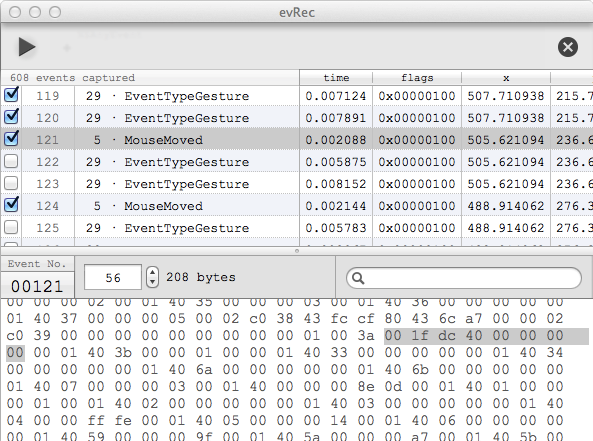 evRec
608 events captured time flags x
119 29 · EventTypeGesture 0.007124 0x00000100 507.710938 215.7
120 29 · EventTypeGesture 0.007891 0x00000100 507.710938 215.7
121 5 · MouseMoved 0.002088 0x00000100 505.621094 236.6
122 29 · EventTypeGesture 0.005875 0x00000100 505.621094 236.6
123 29 · EventTypeGesture 0.008152 0x00000100 505.621094 236.6
124 5 · MouseMoved 0.002144 0x00000100 488.914062 276.3
125 29 · EventTypeGesture 0.005783 0x00000100 488.914062 276.3
Event No.
00121 56 208 bytes
00 00 00 02 00 01 40 35 00 00 00 03 00 01 40 36 00 00 00
01 40 37 00 00 00 05 00 02 c0 38 43 fc cf 80 43 6c a7 00 00 02
c0 39 00 00 00 00 00 00 00 00 01 00 3a 00 1f dc 40 00 00 00
00 00 01 40 3b 00 00 01 00 00 01 40 33 00 00 00 00 00 01 40 34
00 00 00 00 00 01 40 6a 00 00 00 00 00 01 40 6b 00 00 00 00
01 40 07 00 00 00 03 00 01 40 00 00 00 8e 0d 00 01 40 01 00 00
00 01 00 01 40 02 00 00 00 00 00 01 40 03 00 00 00 00 00 01 40
04 00 00 ff fe 00 01 40 05 00 00 00 14 00 01 40 06 00 00 00
00 01 40 59 00 00 00 9f 00 01 40 5a 00 00 00 a7 00 01 40 5b 00